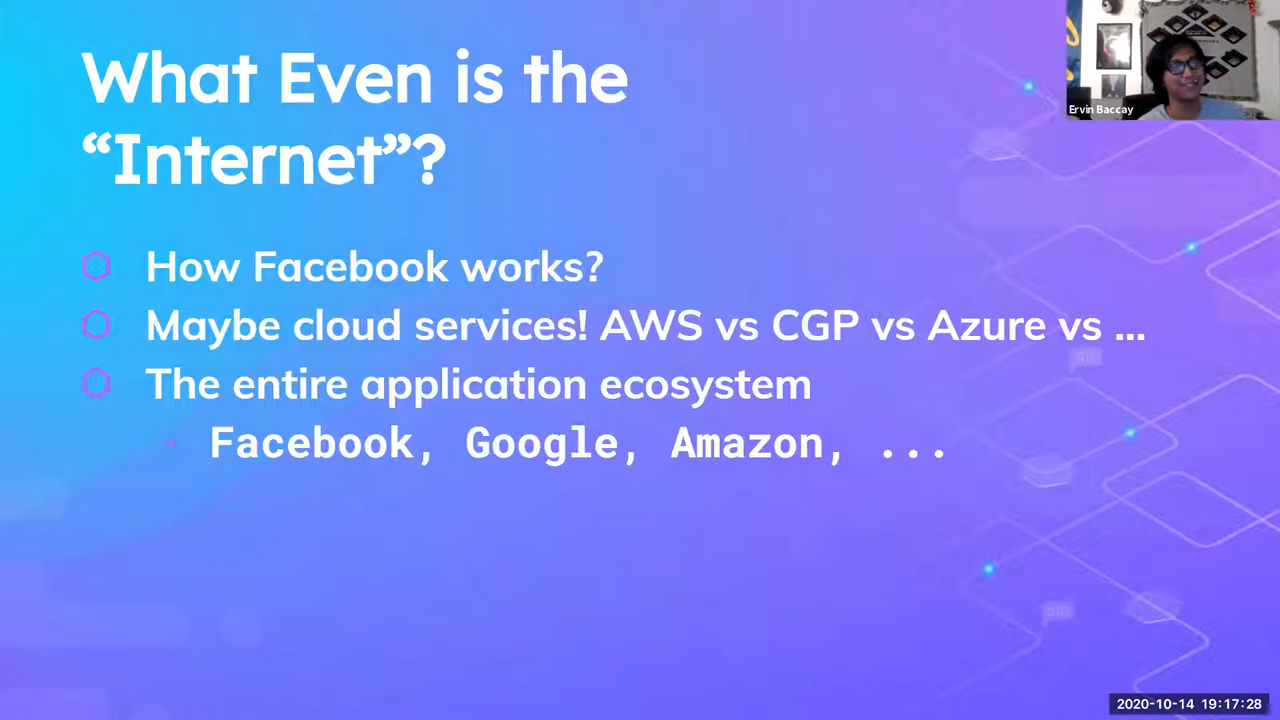 What Even is the
“Internet”?
How Facebook works?
Maybe cloud services! AWS vs CGP vs Azure vs ...
The entire application ecosystem
Facebook, Google, Amazon, ...
Ervin Baccay
2020-10-14 19:17:28